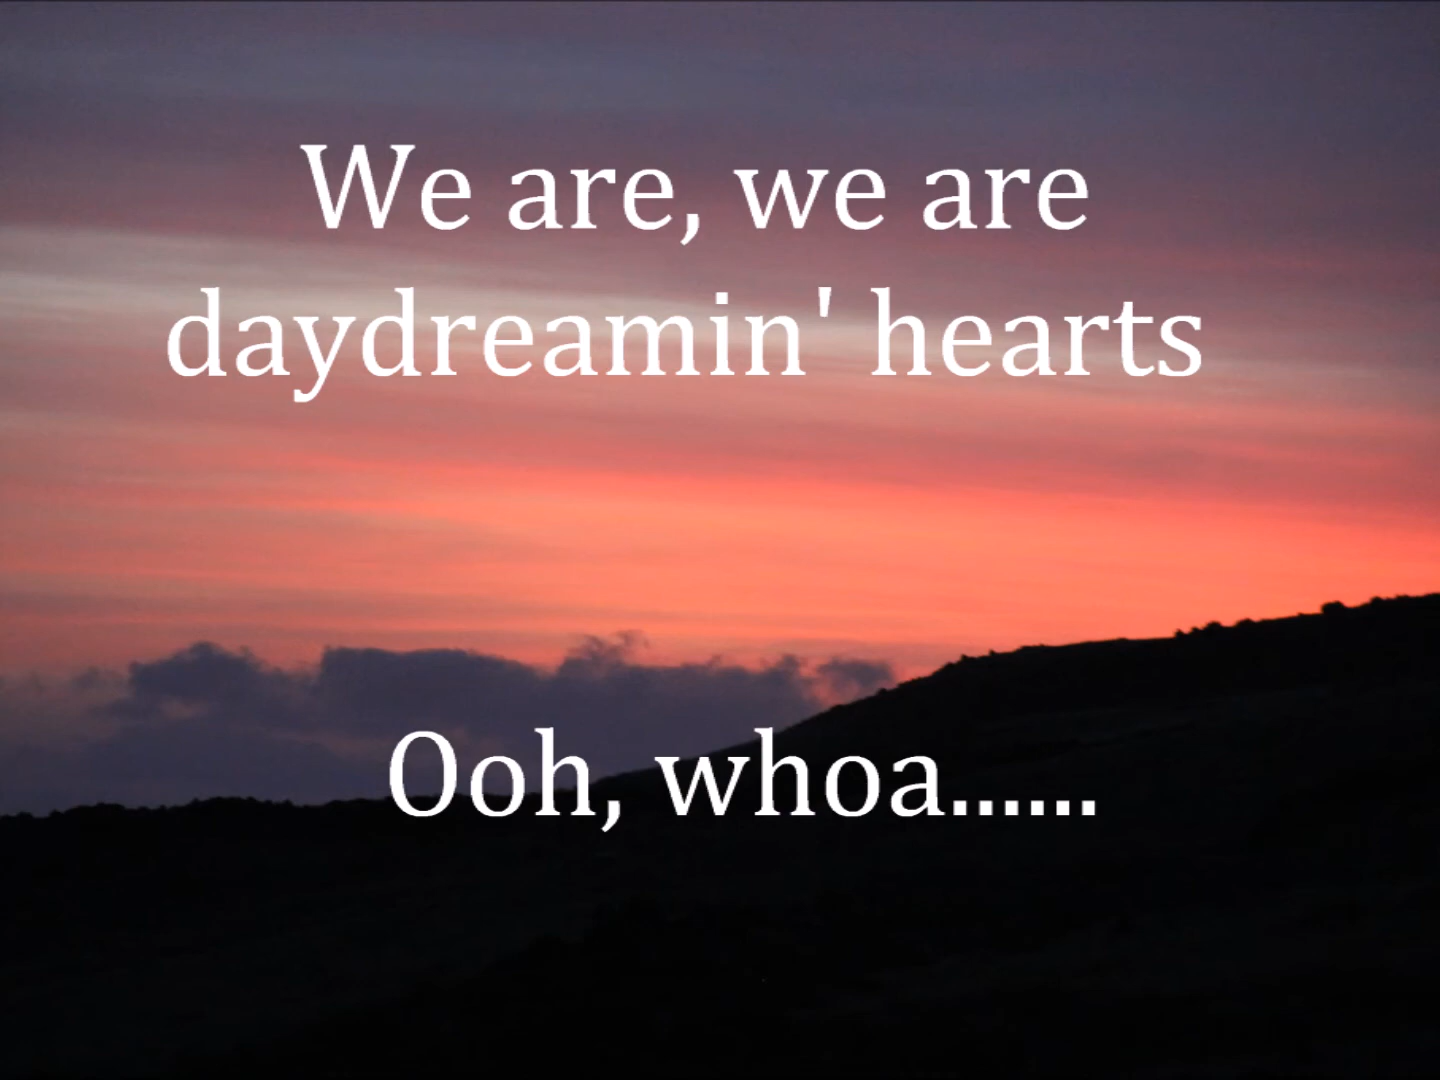 We are, we are
daydreamin' hearts
Ooh, whoa......